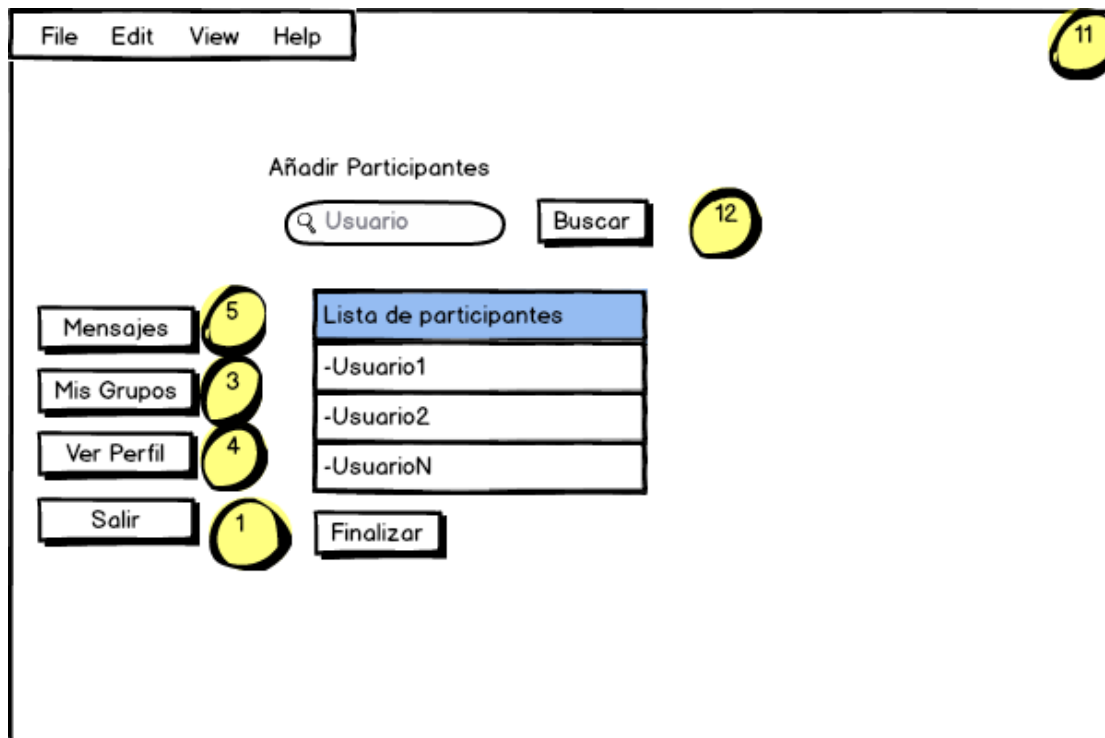 File Edit View Help
11
Añadir Participantes
Usuario
Buscar
12
Mensajes
5
Mis Grupos
3
Ver Perfil
4
Salir
1
Lista de participantes
-Usuario1
-Usuario2
-UsuarioN
Finalizar